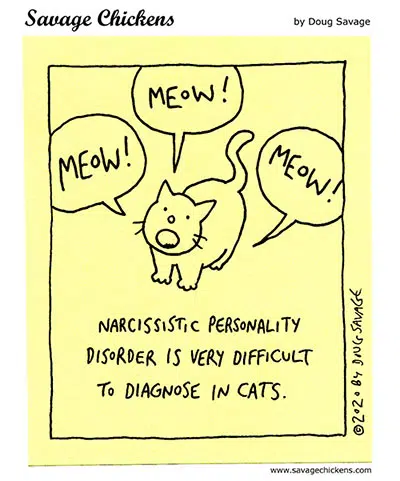 Savage Chickens
by Doug Savage
MEOW!
MEOW!
MEOW!
NARCISSISTIC PERSONALITY
DISORDER IS VERY DIFFICULT
TO DIAGNOSE IN CATS.
©2020 BY DOUG SAVAGE
www.savagechickens.com